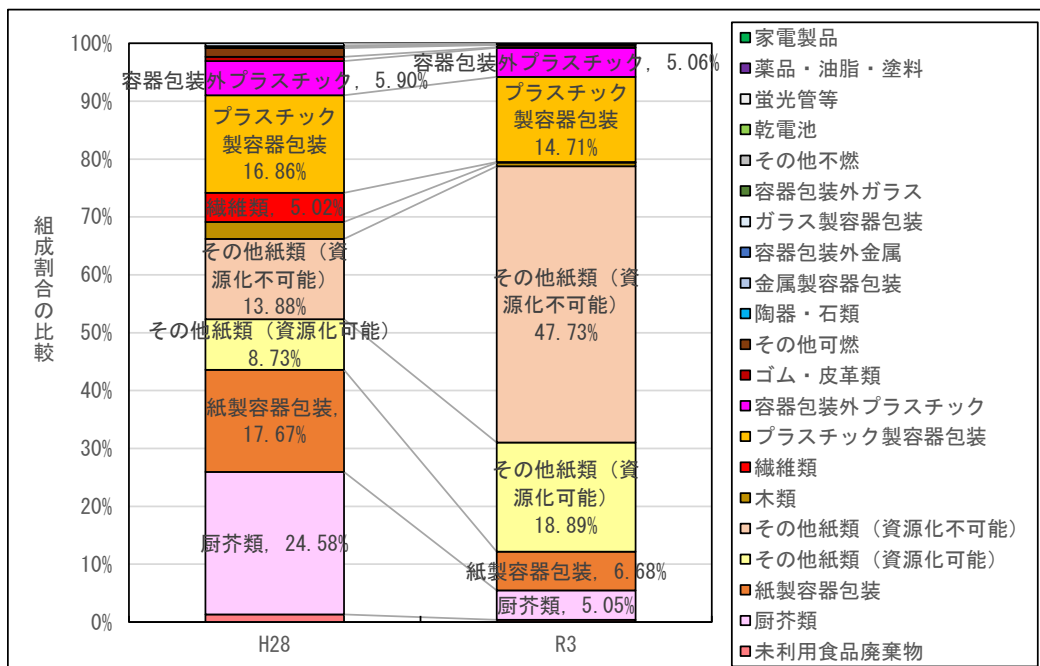 組成割合の比較
100%
90%
80%
70%
60%
50%
40%
30%
20%
10%
0%
容器包装外プラスチック, 5.90%
プラスチック
製容器包装
16.86%
繊維類, 5.02%
その他紙類（資
源化不可能）
13.88%
その他紙類（資源化可能）
8.73%
紙製容器包装,
17.67%
厨芥類, 24.58%
H28
容器包装外プラスチック, 5.06%
プラスチック
製容器包装
14.71%
その他紙類（資
源化不可能）
47.73%
その他紙類（資
源化可能）
18.89%
紙製容器包装, 6.68%
厨芥類, 5.05%
R3
家電製品
薬品・油脂・塗料
蛍光管等
乾電池
その他不燃
容器包装外ガラス
ガラス製容器包装
容器包装外金属
金属製容器包装
陶器・石類
その他可燃
ゴム・皮革類
容器包装外プラスチック
プラスチック製容器包装
繊維類
木類
その他紙類（資源化不可能）
その他紙類（資源化可能）
紙製容器包装
厨芥類
未利用食品廃棄物